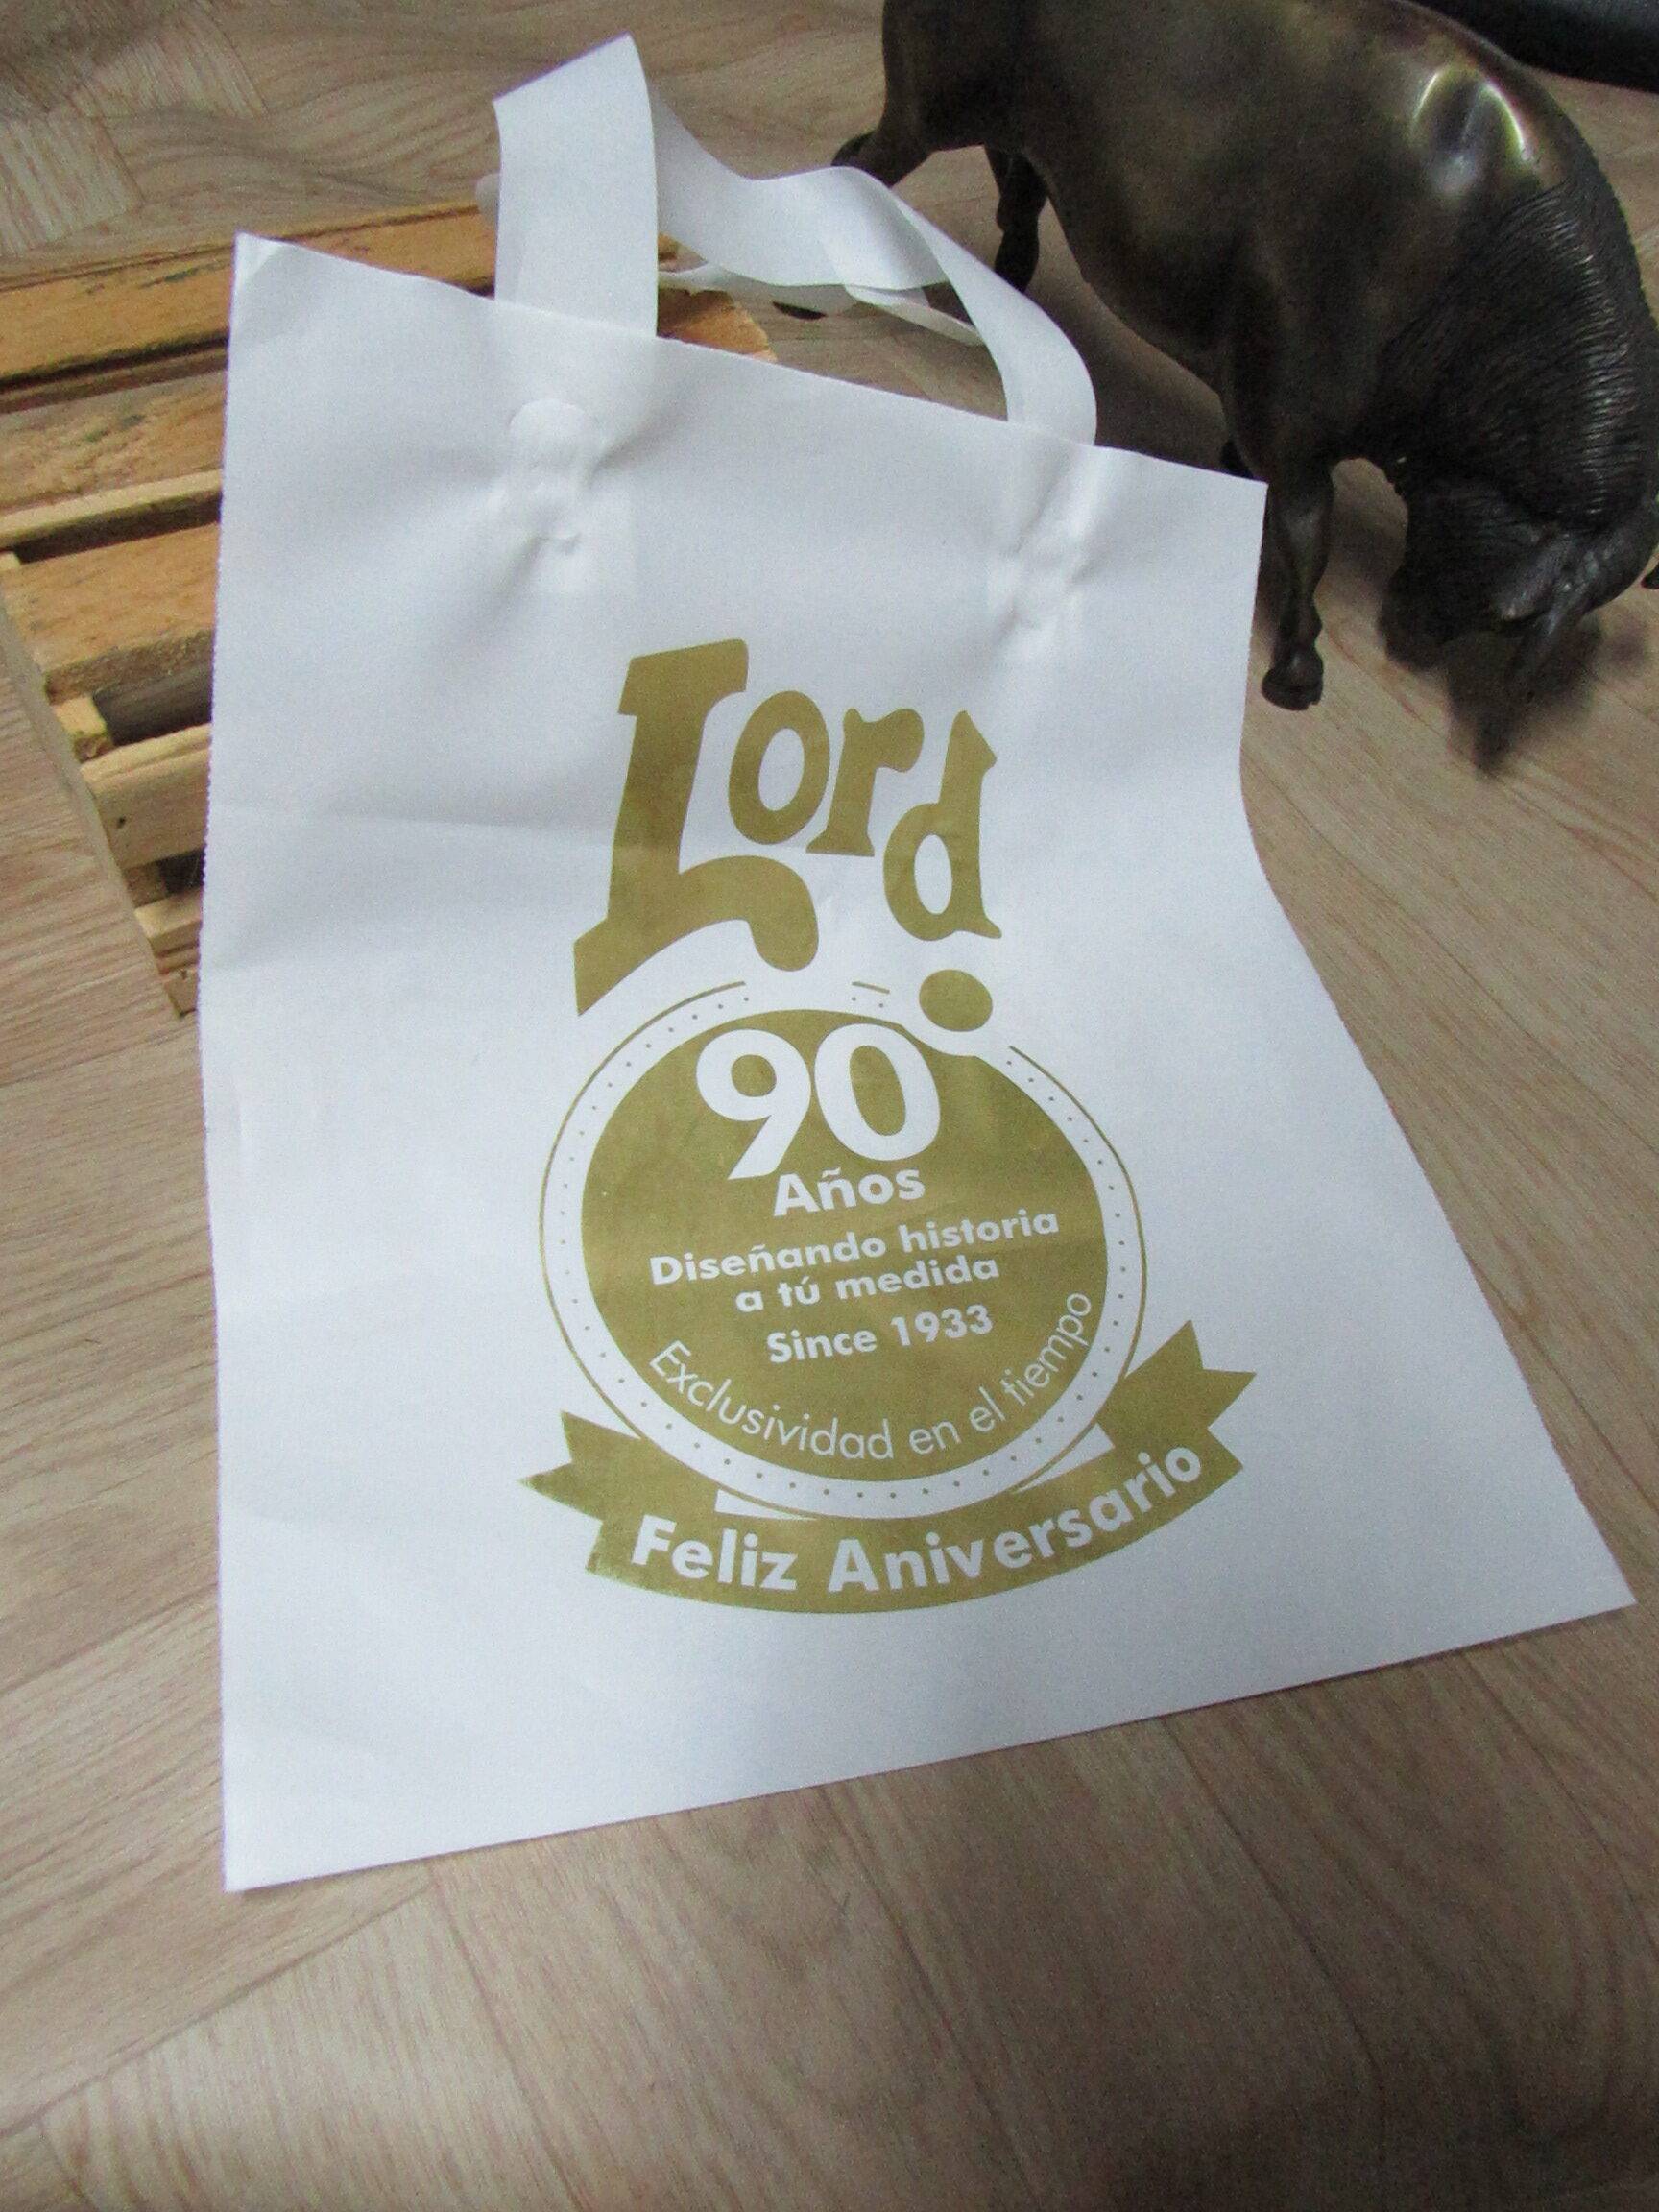 Lord
90
Años
Diseñando historia
a tú medida
Since 1933
Exclusividad en el tiempo
Feliz Aniversario